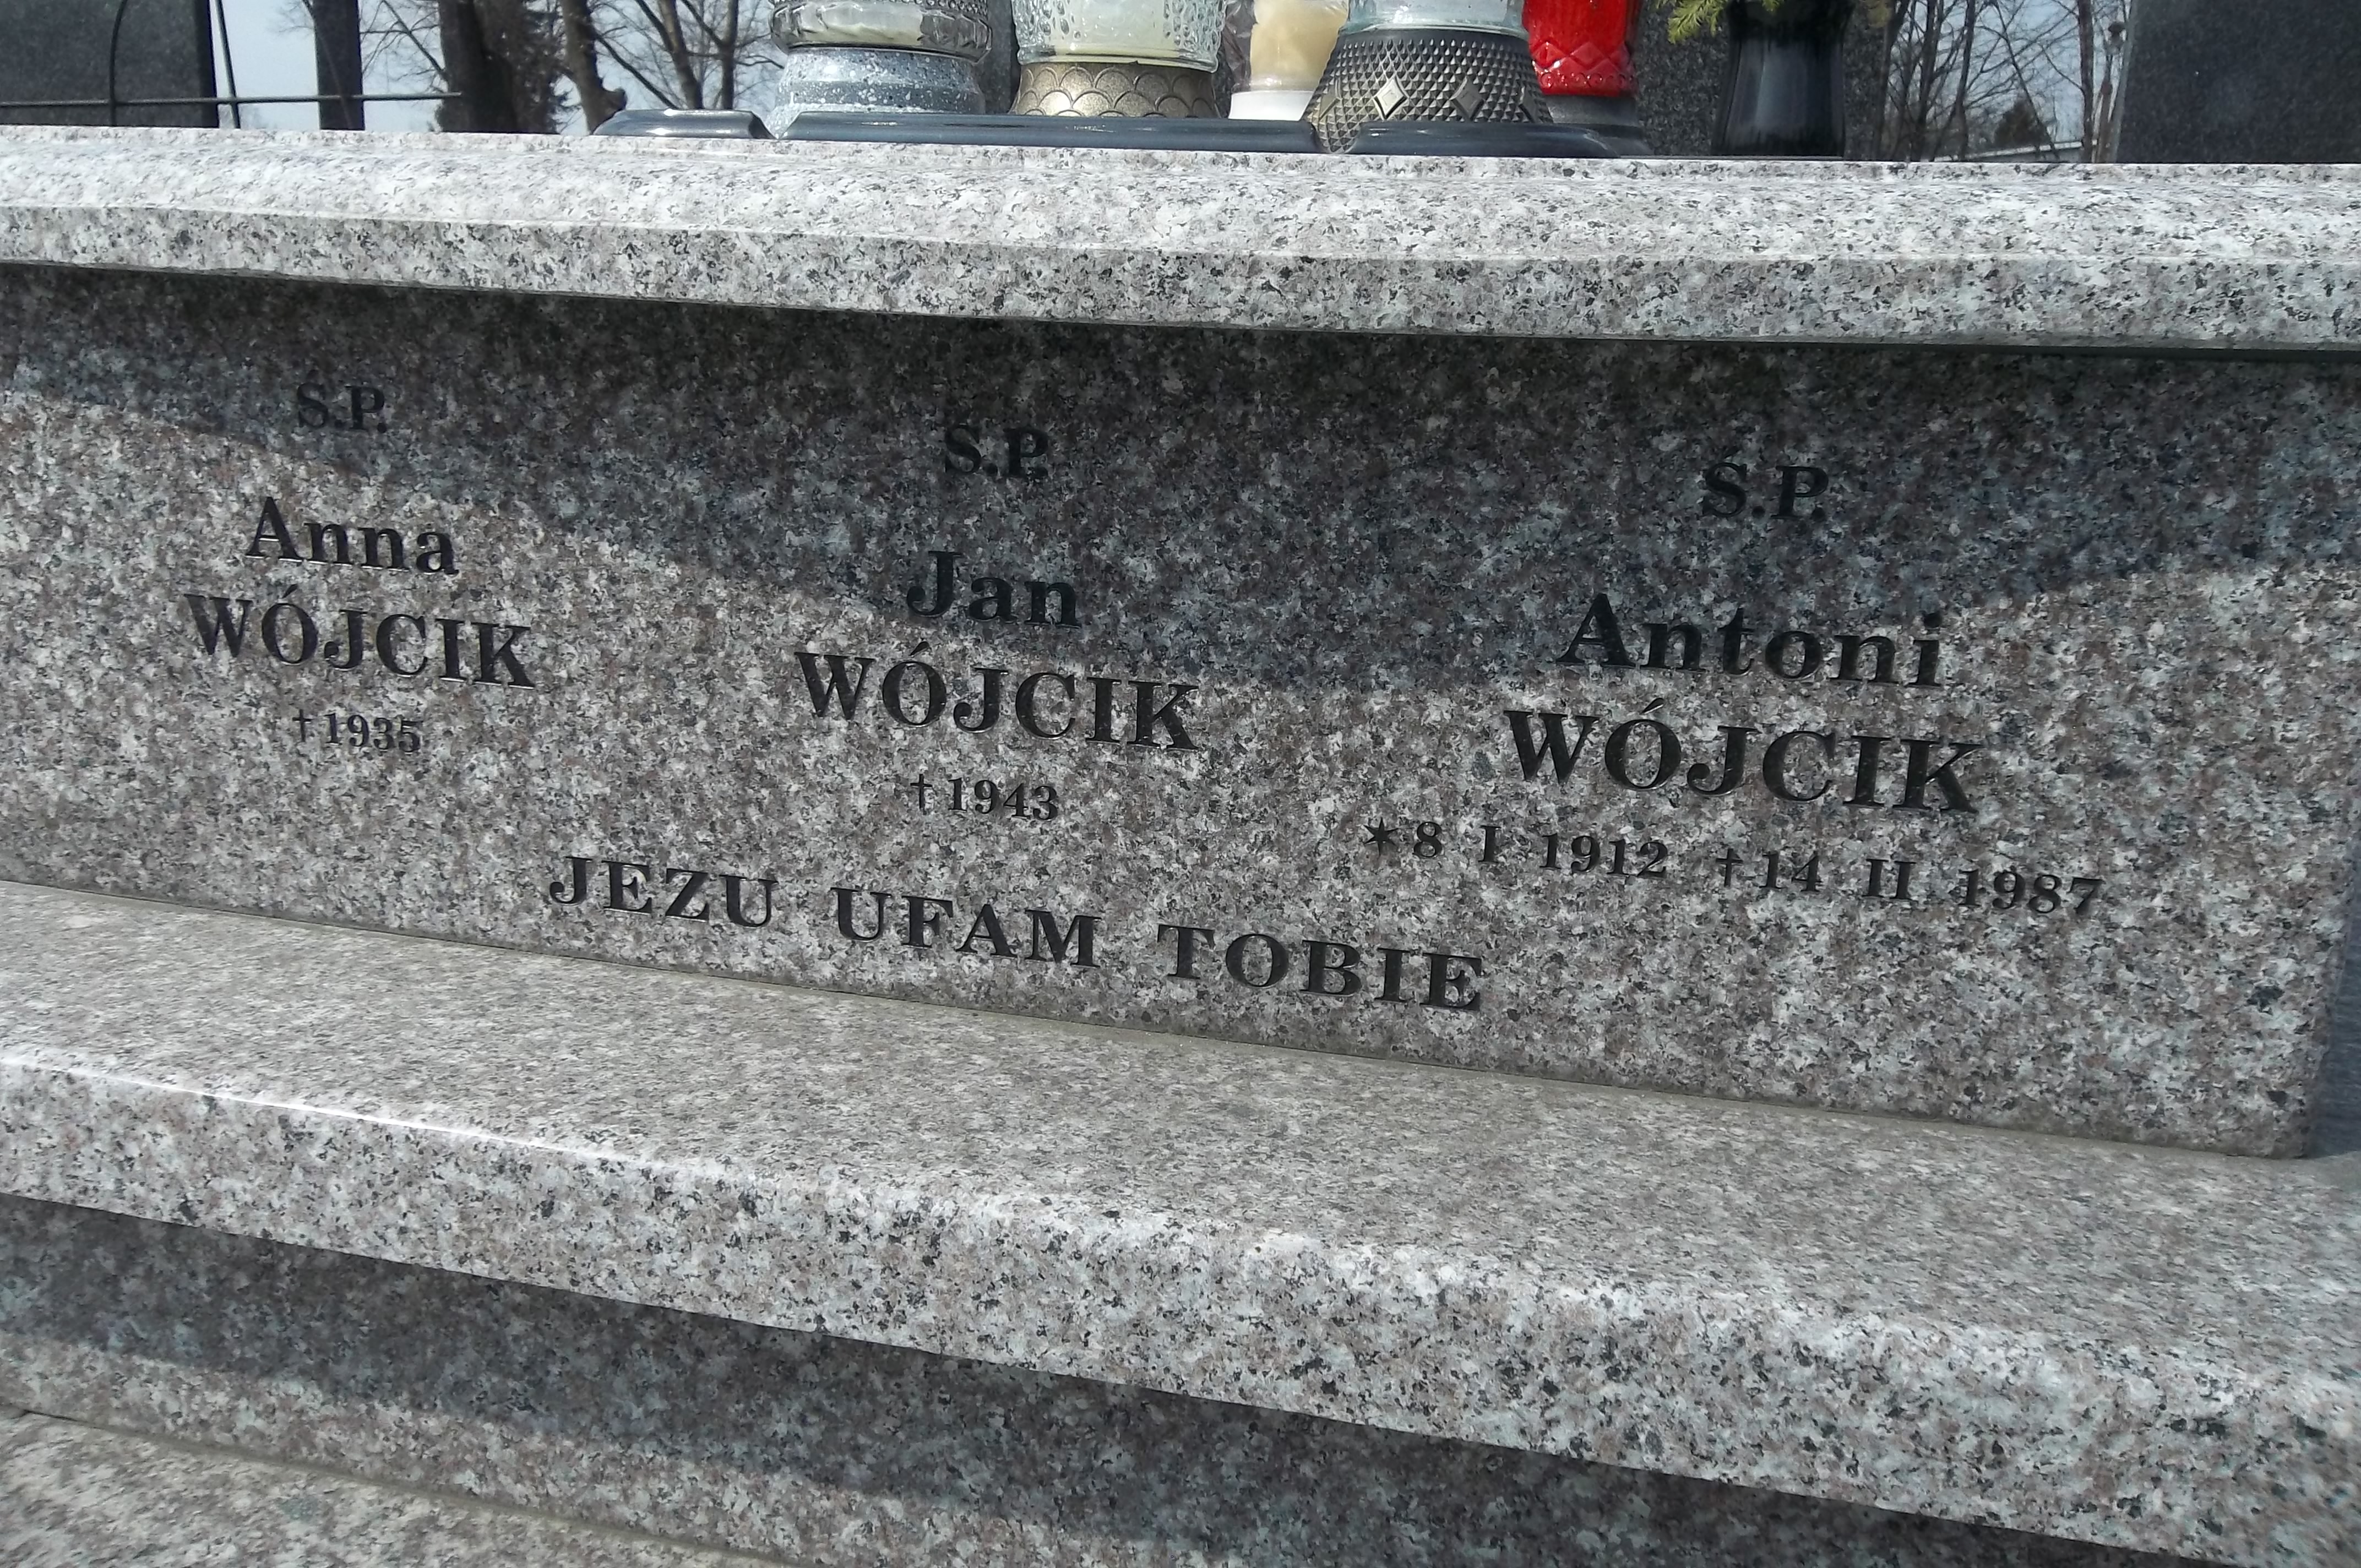 Ś.P.
Anna
WÓJCIK
†1935
Ś.P.
Jan
WÓJCIK
†1943
Ś.P.
Antoni
WÓJCIK
✶8 I 1912 †14 II 1987
JEZU UFAM TOBIE